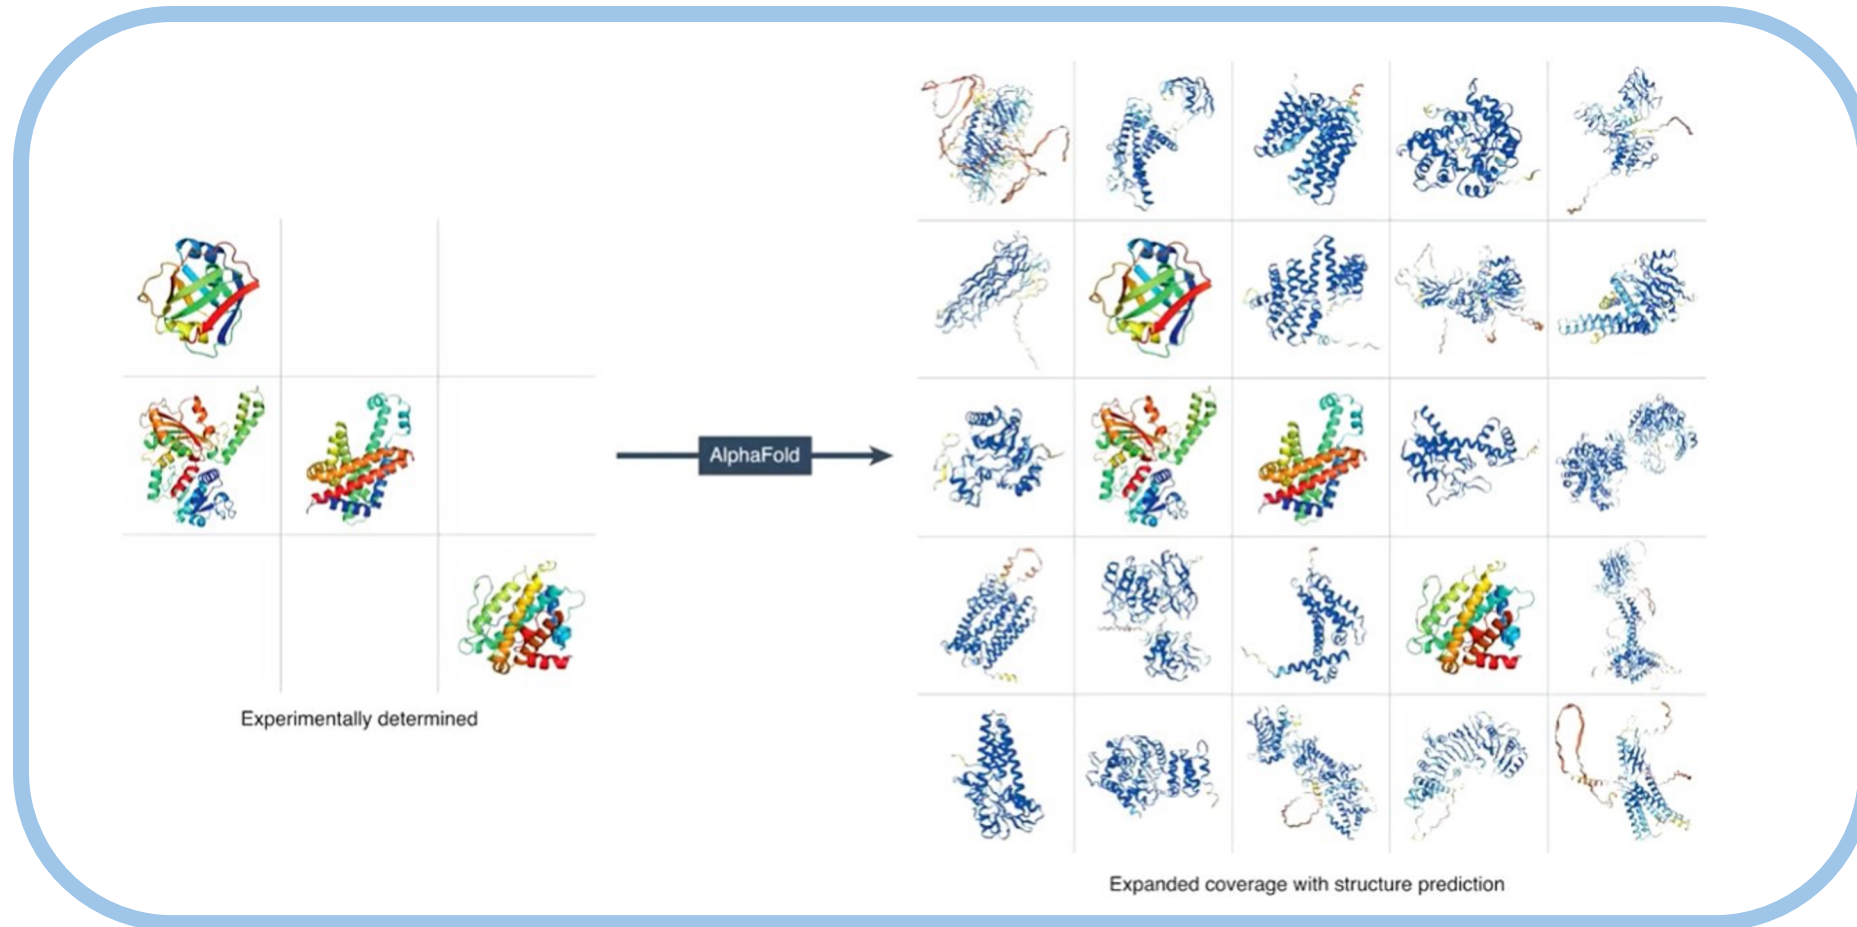 AlphaFold
Experimentally determined
Expanded coverage with structure prediction